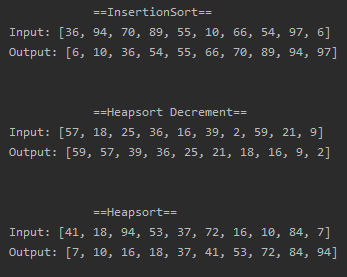 ==InsertionSort==
Input: [36, 94, 70, 89, 55, 10, 66, 54, 97, 6]
Output: [6, 10, 36, 54, 55, 66, 70, 89, 94, 97]
==Heapsort Decrement==
Input: [57, 18, 25, 36, 16, 39, 2, 59, 21, 9]
Output: [59, 57, 39, 36, 25, 21, 18, 16, 9, 2]
==Heapsort==
Input: [41, 18, 94, 53, 37, 72, 16, 10, 84, 7]
Output: [7, 10, 16, 18, 37, 41, 53, 72, 84, 94]